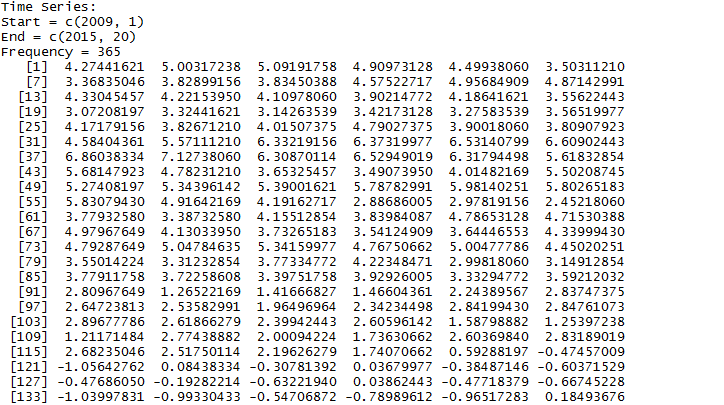 Time Series:
Start = c(2009, 1)
End = c(2015, 20)
Frequency = 365
[1] 4.27441621 5.00317238 5.09191758 4.90973128 4.49938060 3.50311210
[7] 3.36835046 3.82899156 3.83450388 4.57522717 4.95684909 4.87142991
[13] 4.33045457 4.22153950 4.10978060 3.90214772 4.18641621 3.55622443
[19] 3.07208197 3.32441621 3.14263539 3.42173128 3.27583539 3.56519977
[25] 4.17179156 3.82671210 4.01507375 4.79027375 3.90018060 3.80907923
[31] 4.58404361 5.57111210 6.33219156 6.37319977 6.53140799 6.60902443
[37] 6.86038334 7.12738060 6.30870114 6.52949019 6.31794498 5.61832854
[43] 5.68147923 4.78231210 3.65325457 3.49073950 4.01482169 5.50208745
[49] 5.27408197 5.34396142 5.39001621 5.78782991 5.98140251 5.80265183
[55] 5.83079430 4.91642169 4.19162717 2.88686005 2.97819156 2.45218060
[61] 3.77932580 3.38732580 4.15512854 3.83984087 4.78653128 4.71530388
[67] 4.97967649 4.13033950 3.73265183 3.54124909 3.64446553 4.33999430
[73] 4.79287649 5.04784635 5.34159977 4.76750662 5.00477786 4.45020251
[79] 3.55014224 3.31232854 3.77334772 4.22348471 2.99818060 3.14912854
[85] 3.77911758 3.72258608 3.39751758 3.92926005 3.33294772 3.59212032
[91] 2.80967649 1.26522169 1.41666827 1.46604361 2.24389567 2.83747375
[97] 2.64723813 2.53582991 1.96496964 2.34234498 2.84199430 2.84761073
[103] 2.89677786 2.61866279 2.39942443 2.60596142 1.58798882 1.25397238
[109] 1.21171484 2.77438882 2.00094224 1.73630662 2.60369840 2.83189019
[115] 2.68235046 2.51750114 2.19626279 1.74070662 0.59288197 -0.47457009
[121] -1.05642762 0.08438334 -0.30781392 0.03679977 -0.38487146 -0.60371529
[127] -0.47686050 -0.19282214 -0.63221940 0.03862443 -0.47718379 -0.66745228
[133] -1.03997831 -0.99330433 -0.54706872 -0.78989612 -0.96517283 0.18493676